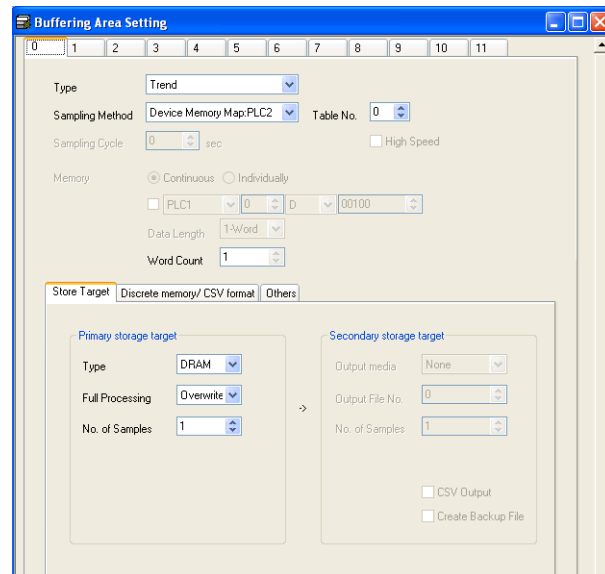 Buffering Area Setting
0 1 2 3 4 5 6 7 8 9 10 11
Type Trend
Sampling Method Device Memory Map:PLC2 Table No. 0
Sampling Cycle 0 sec High Speed
Memory Continuous Individually
PLC1 0 D 00100
Data Length 1-Word
Word Count 1
Store Target Discrete memory/ CSV format Others
Primary storage target Secondary storage target
Type DRAM Output media None
Full Processing Overwrite Output File No. 0
-&gt;
No. of Samples 1 No. of Samples 1
CSV Output
Create Backup File